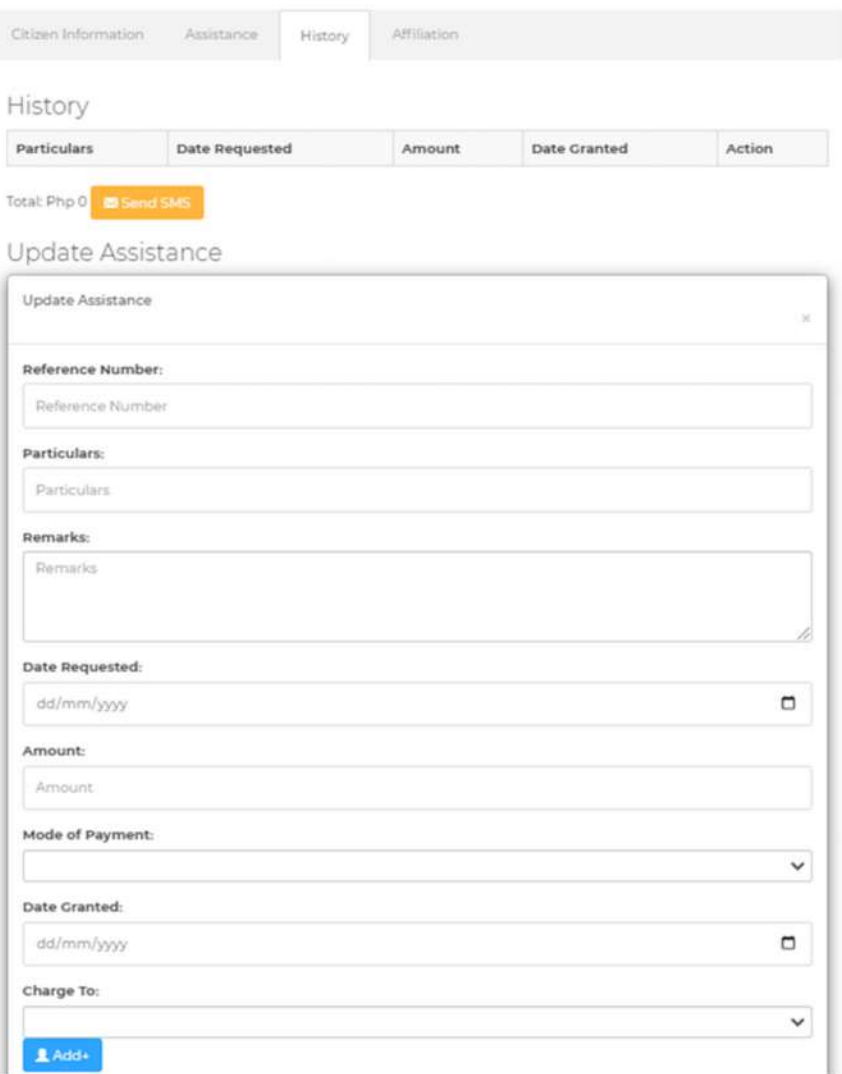 Citizen Information Assistance History Affiliation
History
Particulars Date Requested Amount Date Granted Action
Total: Php 0 Send SMS
Update Assistance
Update Assistance
×
Reference Number:
Reference Number
Particulars:
Particulars
Remarks:
Remarks
Date Requested:
dd/mm/yyyy
Amount:
Amount
Mode of Payment:
Date Granted:
dd/mm/yyyy
Charge To:
Add+